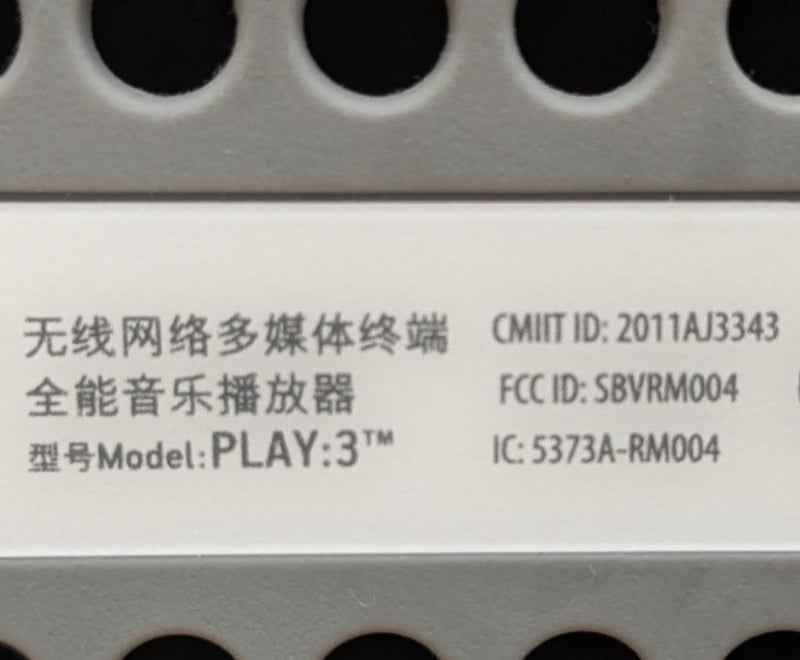 无线网络多媒体终端
全能音乐播放器
型号Model:PLAY:3™
CMIIT ID: 2011AJ3343
FCC ID: SBVRM004
IC: 5373A-RM004